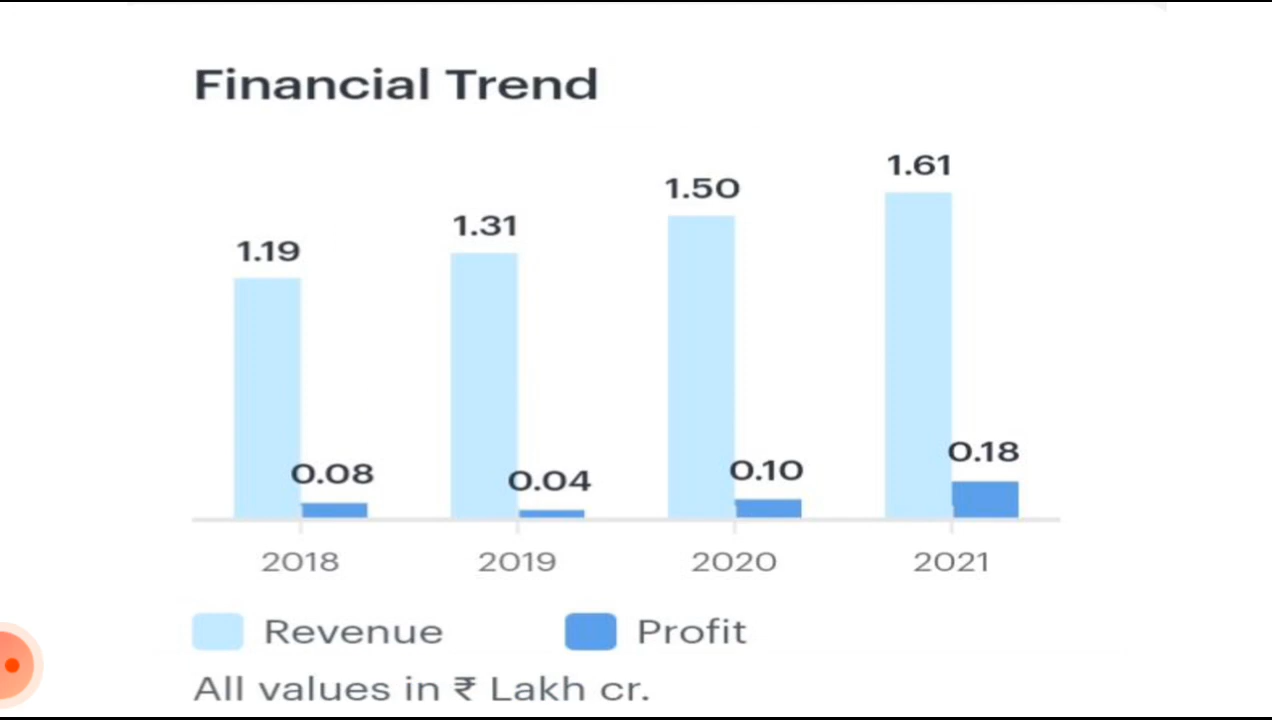 Financial Trend
1.19 1.31 1.50 1.61
0.08 0.04 0.10 0.18
2018 2019 2020 2021
Revenue Profit
All values in ₹ Lakh cr.